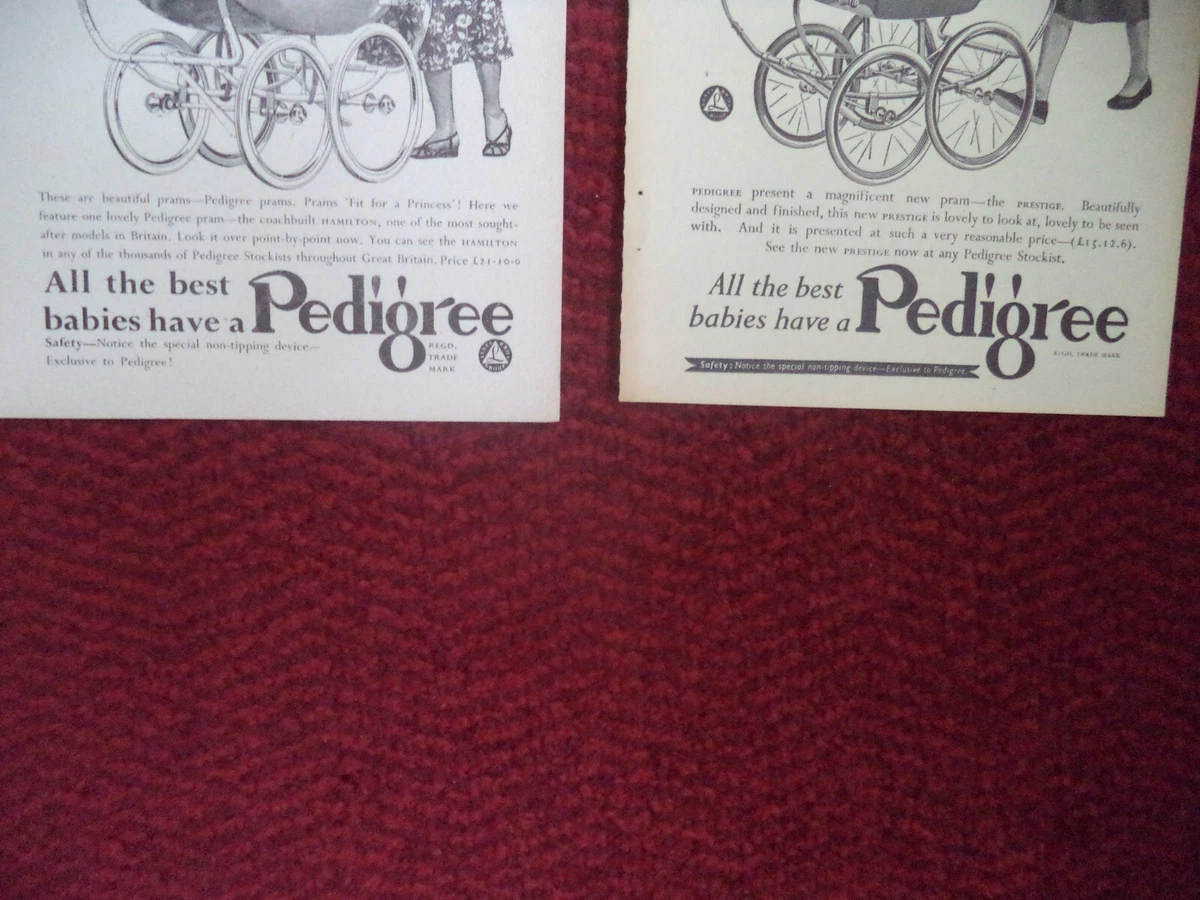 These are beautiful prams—Pedigree prams. Prams 'Fit for a Princess'! Here we
feature one lovely Pedigree pram—the coachbuilt HAMILTON, one of the most sought-
after models in Britain. Look it over point-by-point now. You can see the HAMILTON
in any of the thousands of Pedigree Stockists throughout Great Britain. Price £21-10-0
All the best
babies have a Pedigree
Safety—Notice the special non-tipping device—
Exclusive to Pedigree!
REGD.
TRADE
MARK
PEDIGREE present a magnificent new pram—the PRESTIGE. Beautifully
designed and finished, this new PRESTIGE is lovely to look at, lovely to be seen
with. And it is presented at such a very reasonable price—(£15.12.6).
See the new PRESTIGE now at any Pedigree Stockist.
All the best
babies have a Pedigree
REGD. TRADE MARK
Safety: Notice the special non-tipping device—Exclusive to Pedigree.